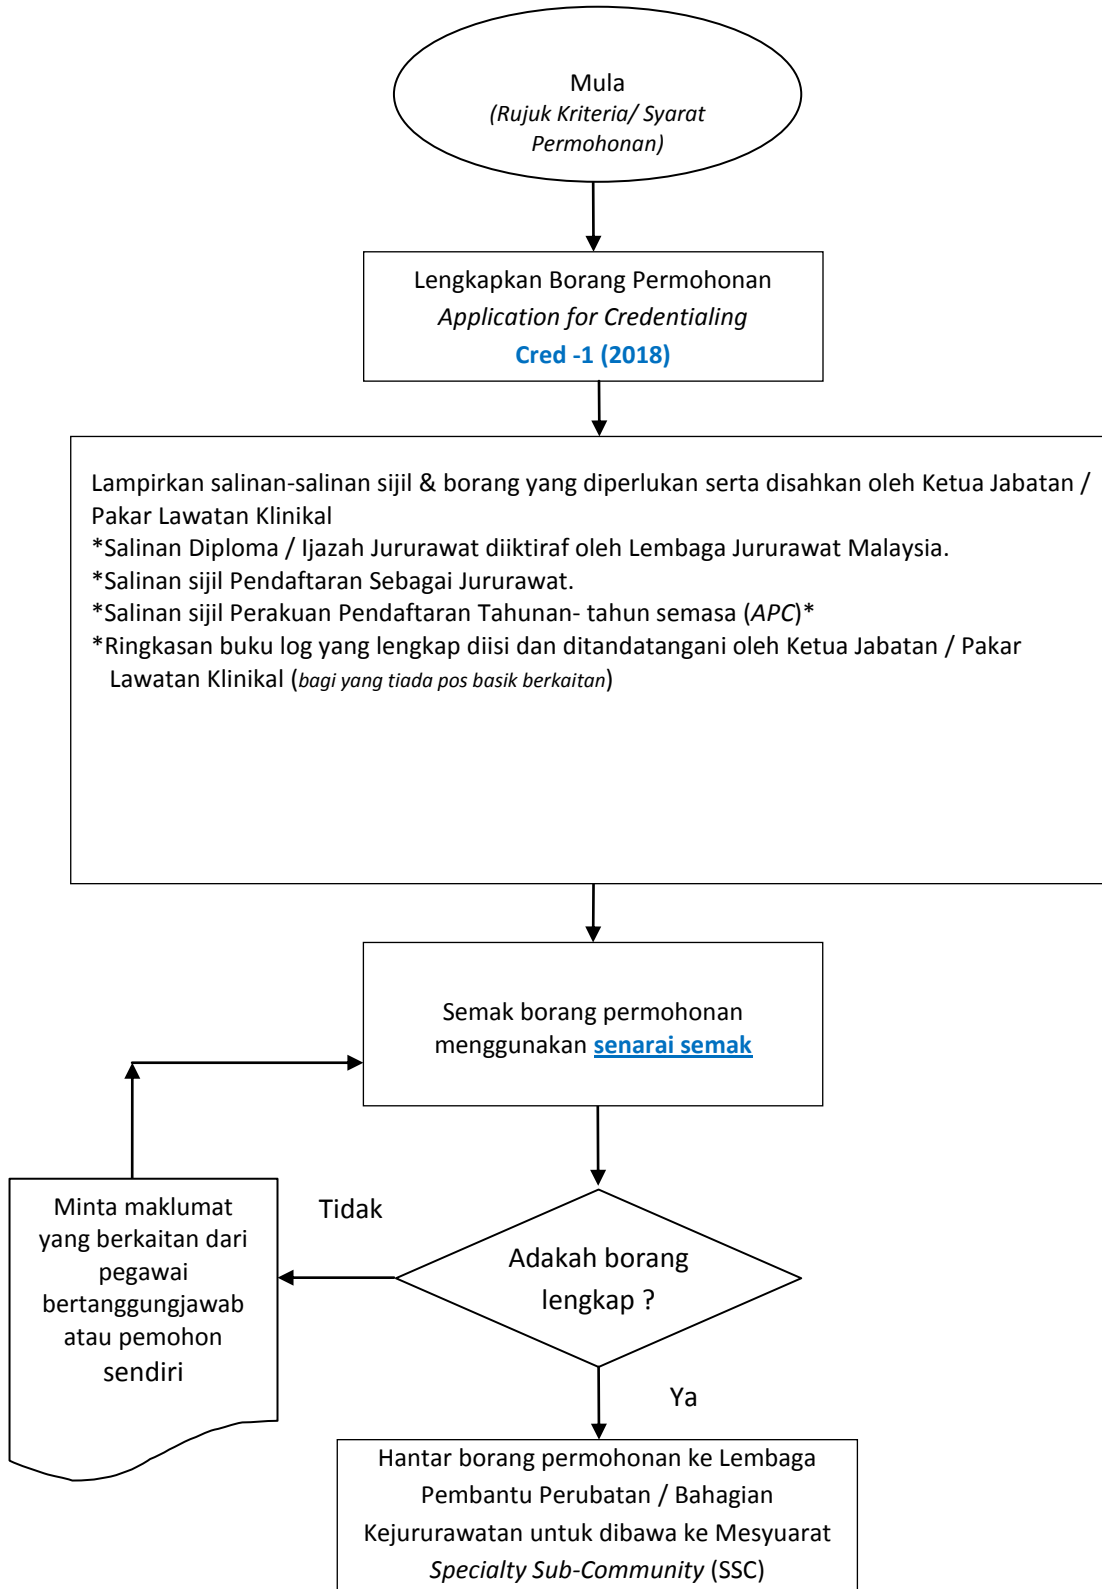 Mula
(Rujuk Kriteria/ Syarat
Permohonan)
Lengkapkan Borang Permohonan
Application for Credentialing
Cred -1 (2018)
Lampirkan salinan-salinan sijil & borang yang diperlukan serta disahkan oleh Ketua Jabatan /
Pakar Lawatan Klinikal
*Salinan Diploma / Ijazah Jururawat diiktiraf oleh Lembaga Jururawat Malaysia.
*Salinan sijil Pendaftaran Sebagai Jururawat.
*Salinan sijil Perakuan Pendaftaran Tahunan- tahun semasa (APC)*
*Ringkasan buku log yang lengkap diisi dan ditandatangani oleh Ketua Jabatan / Pakar
Lawatan Klinikal (bagi yang tiada pos basik berkaitan)
Semak borang permohonan
menggunakan senarai semak
Minta maklumat
yang berkaitan dari
pegawai
bertanggungjawab
atau pemohon
sendiri
Tidak
Adakah borang
lengkap ?
Ya
Hantar borang permohonan ke Lembaga
Pembantu Perubatan / Bahagian
Kejururawatan untuk dibawa ke Mesyuarat
Specialty Sub-Community (SSC)